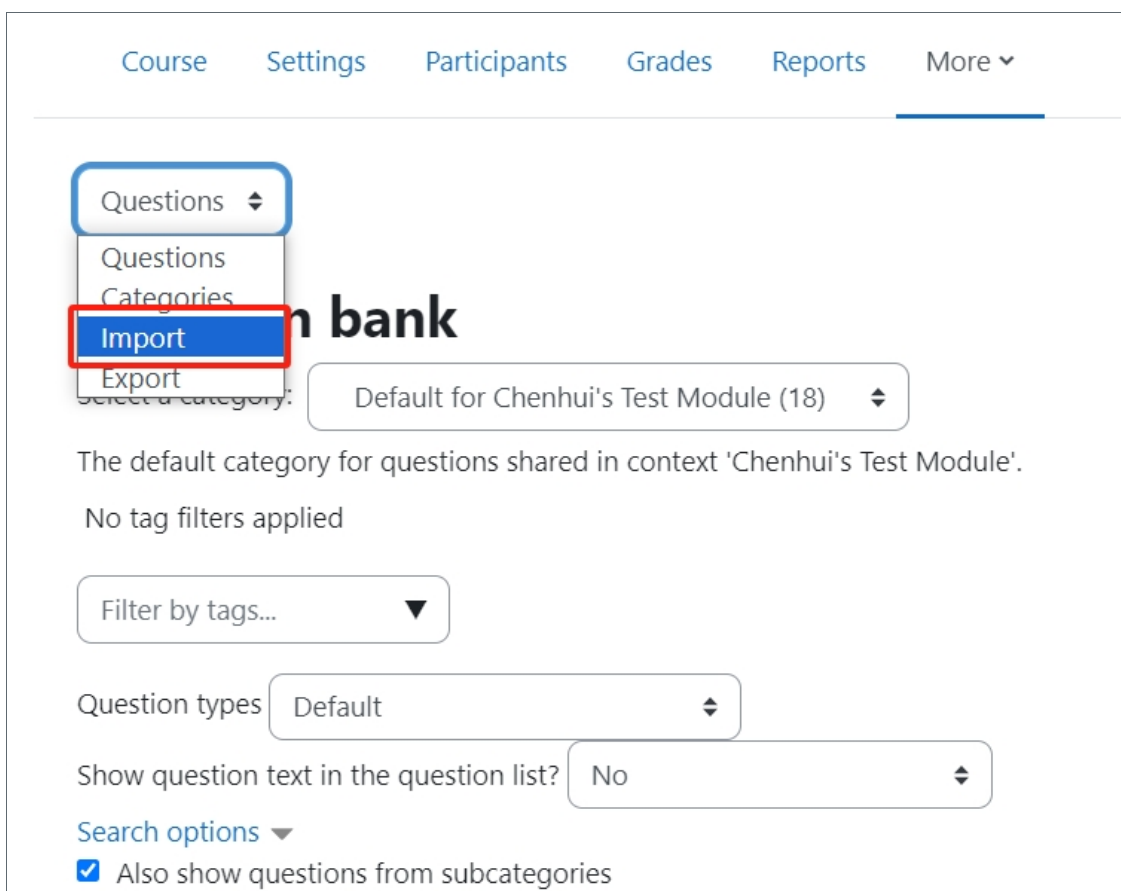 Course Settings Participants Grades Reports More
Questions
Questions
Categories
Import
n bank
Export
Select a category: Default for Chenhui's Test Module (18)
The default category for questions shared in context 'Chenhui's Test Module'.
No tag filters applied
Filter by tags...
Question types Default
Show question text in the question list? No
Search options
Also show questions from subcategories